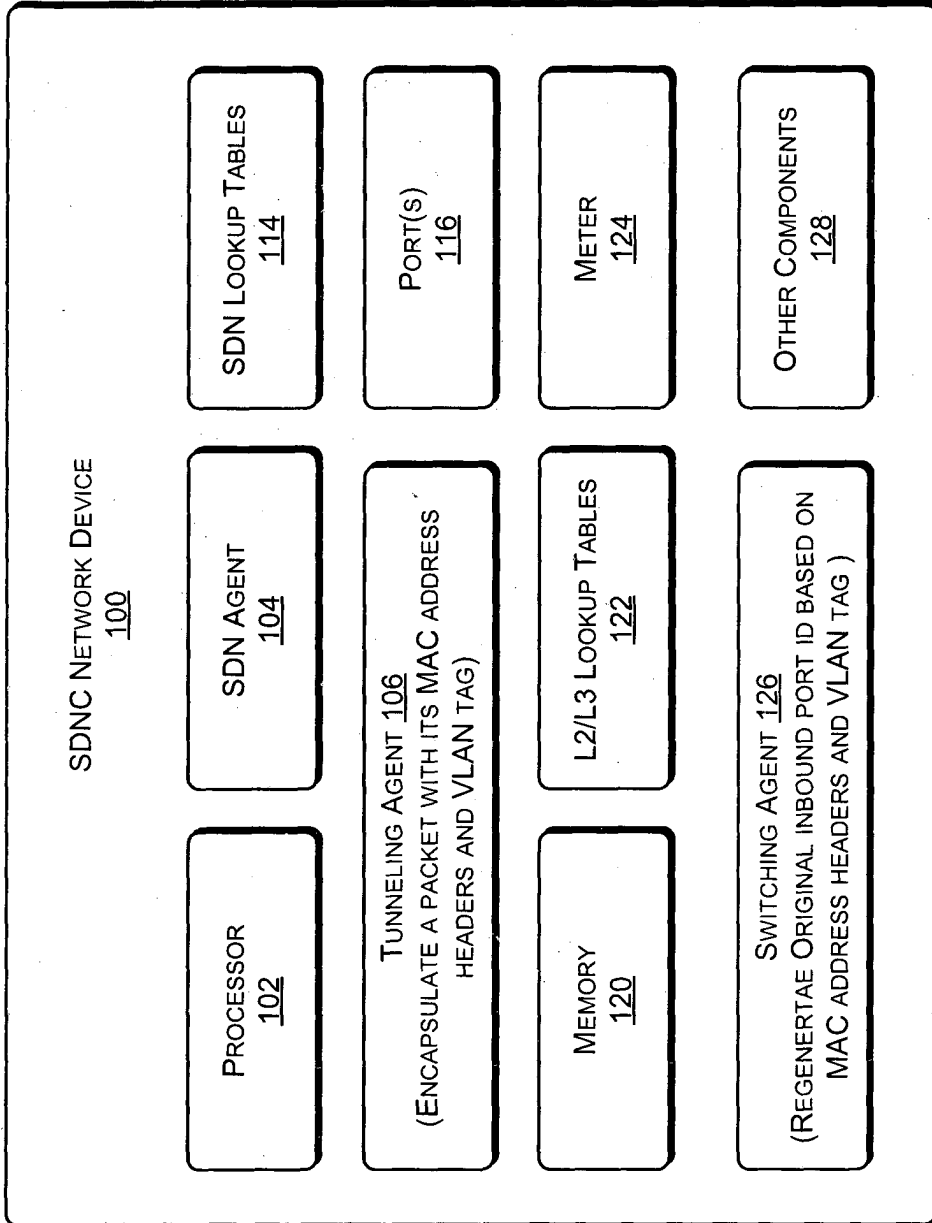 SDNC NETWORK DEVICE
100
PROCESSOR
102
SDN AGENT
104
SDN LOOKUP TABLES
114
TUNNELING AGENT 106
(ENCAPSULATE A PACKET WITH ITS MAC ADDRESS
HEADERS AND VLAN TAG)
PORT(S)
116
MEMORY
120
L2/L3 LOOKUP TABLES
122
METER
124
SWITCHING AGENT 126
(REGENERTAE ORIGINAL INBOUND PORT ID BASED ON
MAC ADDRESS HEADERS AND VLAN TAG )
OTHER COMPONENTS
128